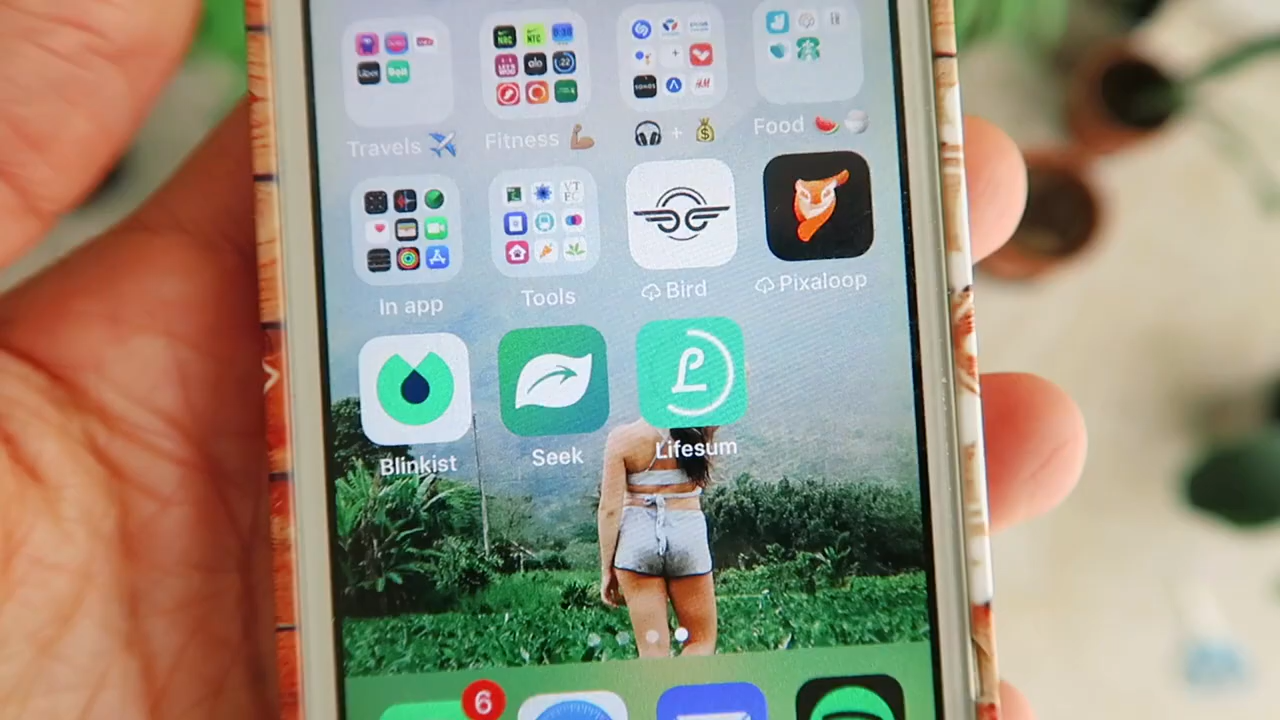 Travels ✈️
Fitness 💪🏽
🎧 + 💰
Food 🍉 🍚
In app
Tools
Bird
Pixaloop
Blinkist
Seek
Lifesum
6